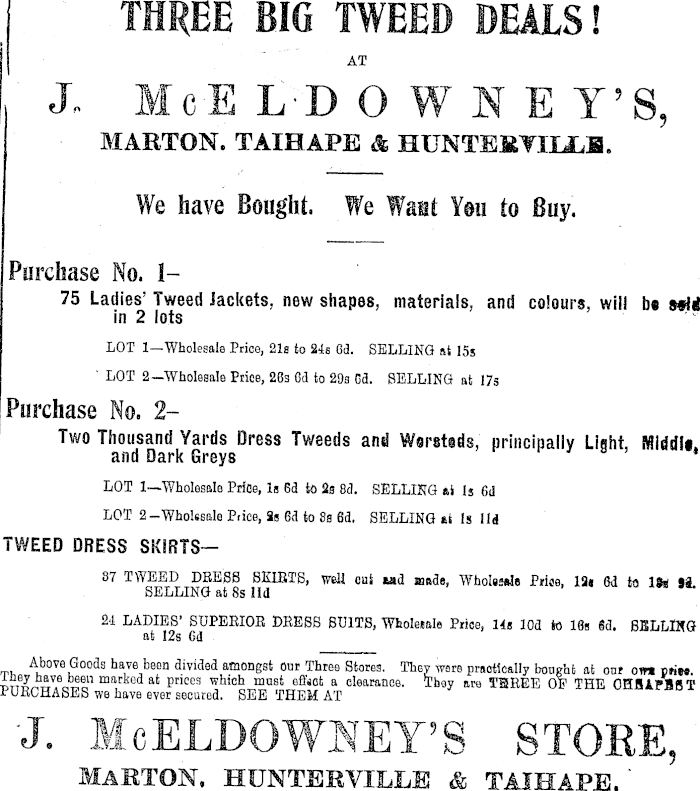 THREE BIG TWEED DEALS!
AT
J. McELDOWNEY'S,
MARTON. TAIHAPE & HUNTERVILLE.
We have Bought. We Want You to Buy.
Purchase No. 1—
75 Ladies' Tweed Jackets, new shapes, materials, and colours, will be sold
in 2 lots
LOT 1—Wholesale Price, 21s to 24s 6d. SELLING at 15s
LOT 2—Wholesale Price, 26s 6d to 29s 6d. SELLING at 17s
Purchase No. 2—
Two Thousand Yards Dress Tweeds and Worsteds, principally Light, Middle,
and Dark Greys
LOT 1—Wholesale Price, 1s 6d to 2s 8d. SELLING at 1s 6d
LOT 2—Wholesale Price, 2s 6d to 3s 6d. SELLING at 1s 11d
TWEED DRESS SKIRTS—
37 TWEED DRESS SKIRTS, well cut and made, Wholesale Price, 12s 6d to
SELLING at 8s 11d
24 LADIES' SUPERIOR DRESS SUITS, Wholesale Price, 14s 10d to 16s 6d. SELLING
at 12s 6d
Above Goods have been divided amongst our Three Stores. They were practically bought at our own price.
They have been marked at prices which must effect a clearance. They are THREE OF THE CHEAPEST
PURCHASES we have ever secured. SEE THEM AT
J. McELDOWNEY'S STORE,
MARTON, HUNTERVILLE & TAIHAPE.